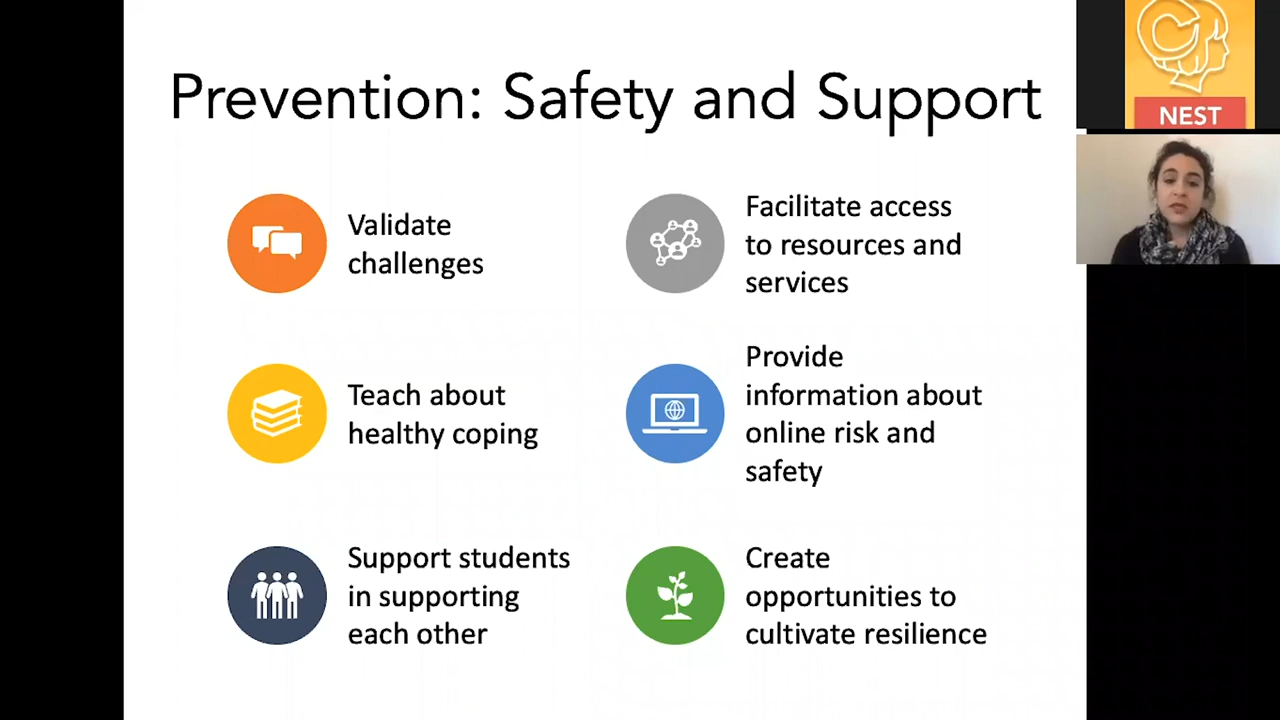 Prevention: Safety and Support
NEST
Validate
challenges
Facilitate access
to resources and
services
Teach about
healthy coping
Provide
information about
online risk and
safety
Support students
in supporting
each other
Create
opportunities to
cultivate resilience